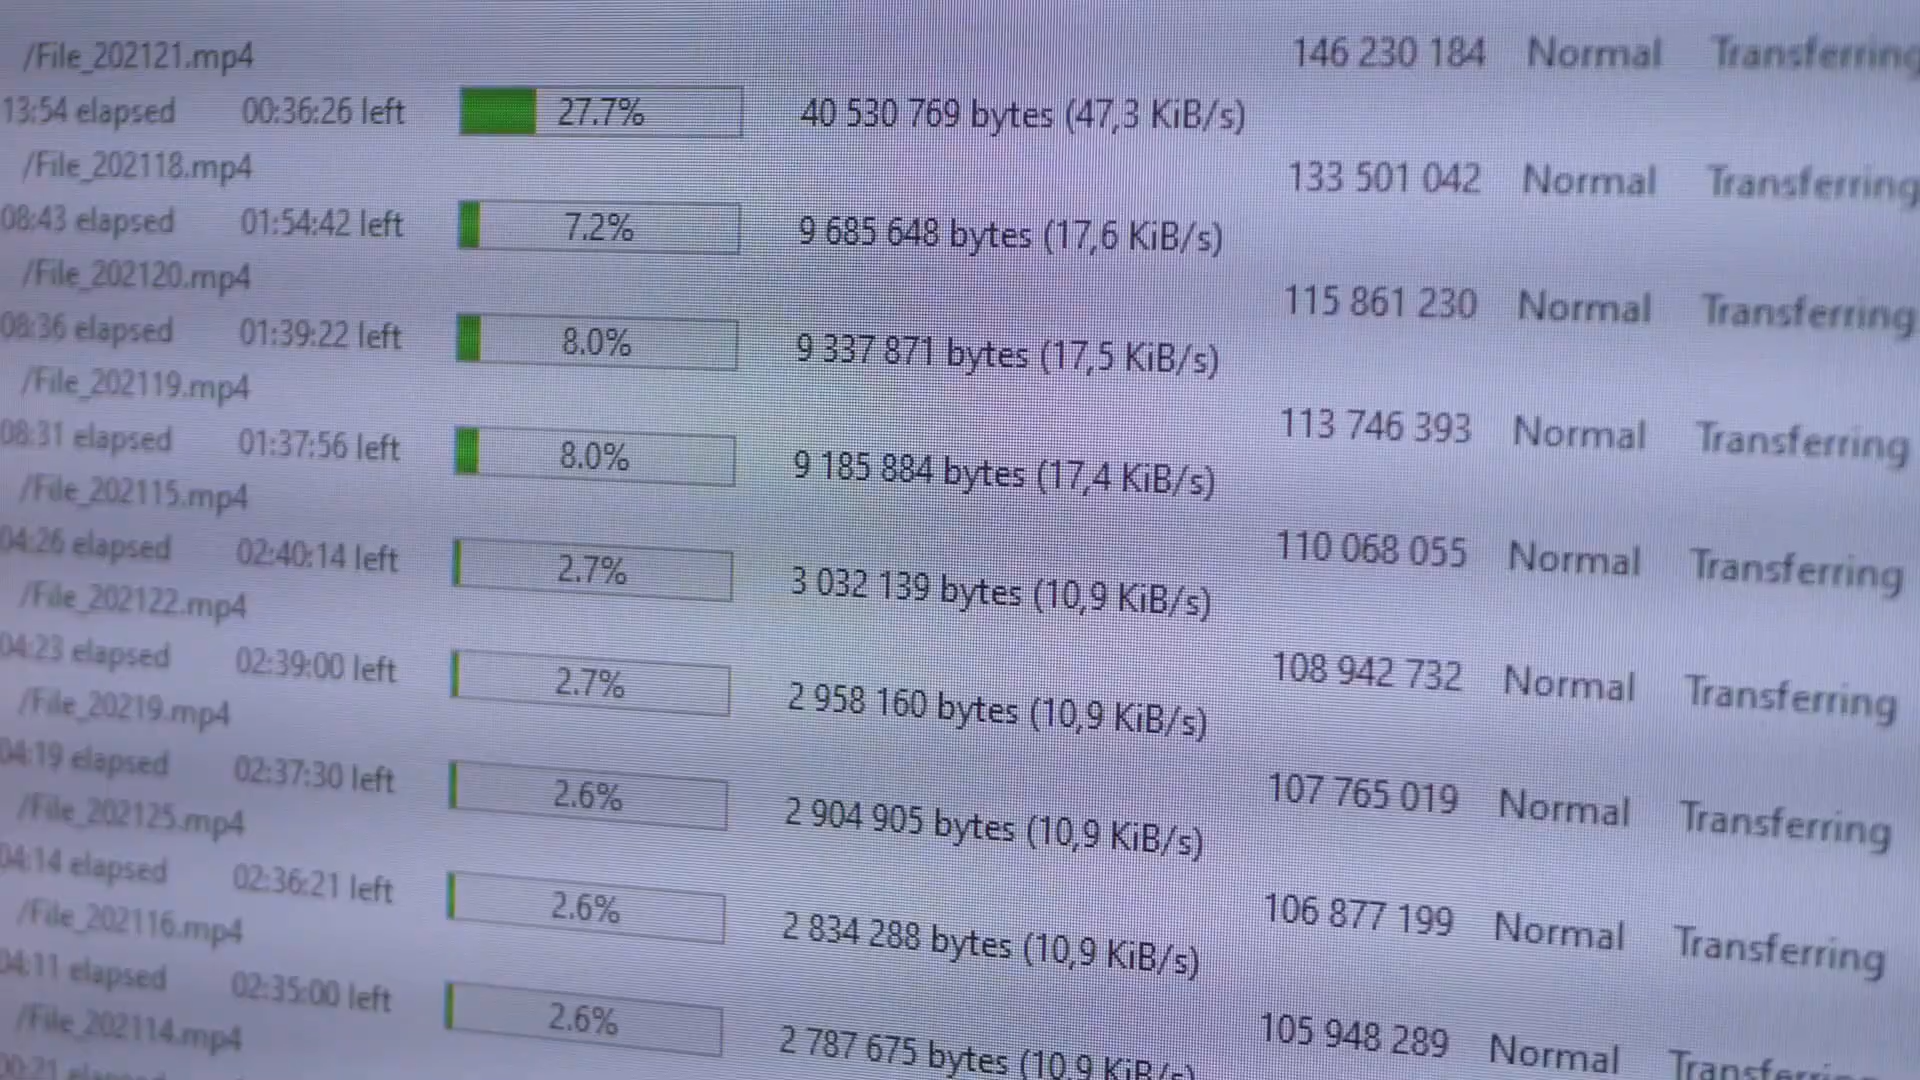 /File_202121.mp4 146 230 184 Normal Transferring
13:54 elapsed 00:36:26 left 27.7% 40 530 769 bytes (47,3 KiB/s)
/File_202118.mp4 133 501 042 Normal Transferring
08:43 elapsed 01:54:42 left 7.2% 9 685 648 bytes (17,6 KiB/s)
/File_202120.mp4 115 861 230 Normal Transferring
08:36 elapsed 01:39:22 left 8.0% 9 337 871 bytes (17,5 KiB/s)
/File_202119.mp4 113 746 393 Normal Transferring
08:31 elapsed 01:37:56 left 8.0% 9 185 884 bytes (17,4 KiB/s)
/File_202115.mp4 110 068 055 Normal Transferring
04:26 elapsed 02:40:14 left 2.7% 3 032 139 bytes (10,9 KiB/s)
/File_202122.mp4 108 942 732 Normal Transferring
04:23 elapsed 02:39:00 left 2.7% 2 958 160 bytes (10,9 KiB/s)
/File_20219.mp4 107 765 019 Normal Transferring
04:19 elapsed 02:37:30 left 2.6% 2 904 905 bytes (10,9 KiB/s)
/File_202125.mp4 106 877 199 Normal Transferring
04:14 elapsed 02:36:21 left 2.6% 2 834 288 bytes (10,9 KiB/s)
/File_202116.mp4 105 948 289 Normal Transferring
04:11 elapsed 02:35:00 left 2.6% 2 787 675 bytes (10,9 KiB/s)
/File_202114.mp4